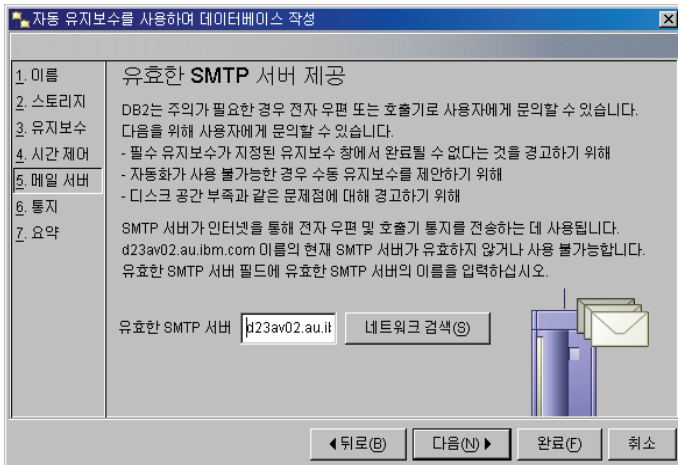 자동 유지보수를 사용하여 데이터베이스 작성
1. 이름
2. 스토리지
3. 유지보수
4. 시간 제어
5. 메일 서버
6. 통지
7. 요약
유효한 SMTP 서버 제공
DB2는 주의가 필요한 경우 전자 우편 또는 호출기로 사용자에게 문의할 수 있습니다.
다음을 위해 사용자에게 문의할 수 있습니다.
- 필수 유지보수가 지정된 유지보수 창에서 완료될 수 없다는 것을 경고하기 위해
- 자동화가 사용 불가능한 경우 수동 유지보수를 제안하기 위해
- 디스크 공간 부족과 같은 문제점에 대해 경고하기 위해
SMTP 서버가 인터넷을 통해 전자 우편 및 호출기 통지를 전송하는 데 사용됩니다.
d23av02.au.ibm.com 이름의 현재 SMTP 서버가 유효하지 않거나 사용 불가능합니다.
유효한 SMTP 서버 필드에 유효한 SMTP 서버의 이름을 입력하십시오.
유효한 SMTP 서버 d23av02.au.it 네트워크 검색(S)
뒤로(B) 다음(N) 완료(F) 취소